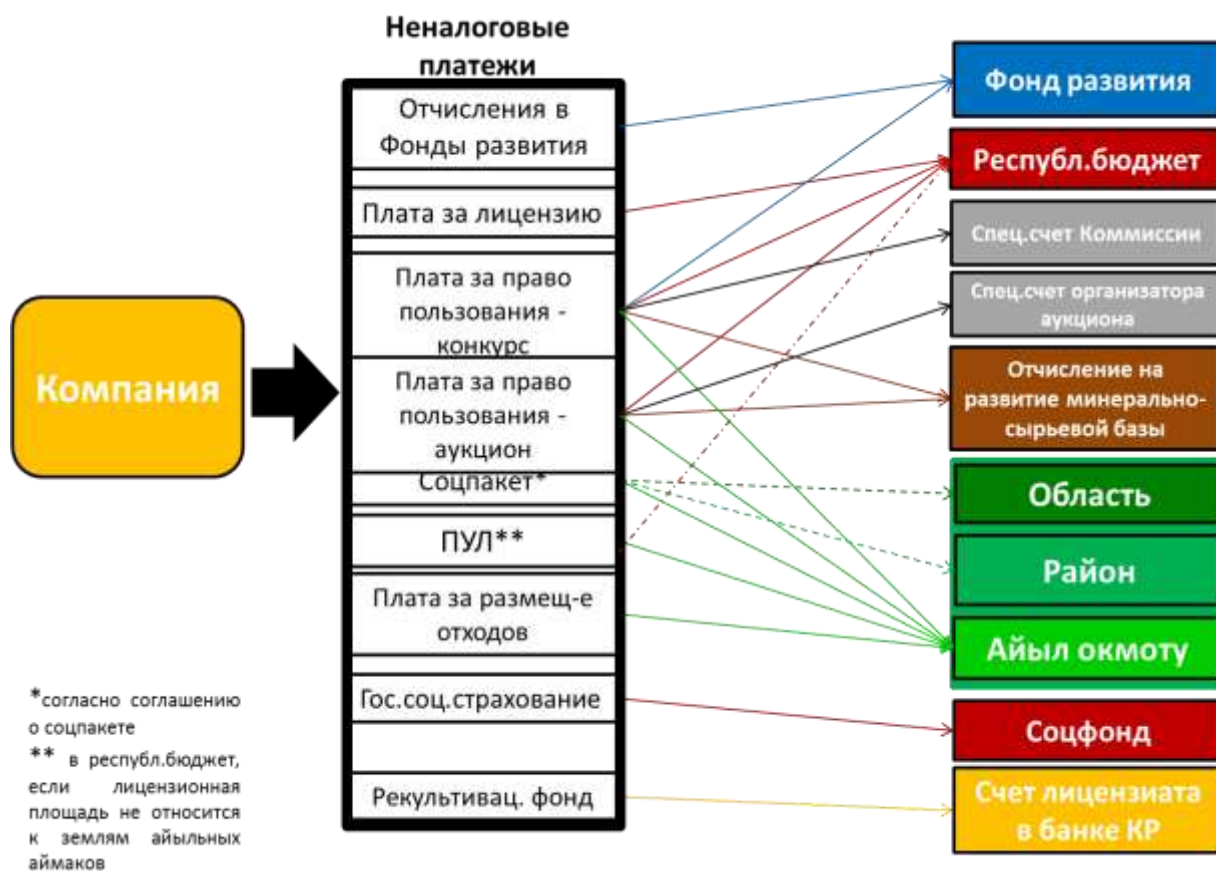 Неналоговые
платежи
Компания
Отчисления в
Фонды развития
Плата за лицензию
Плата за право
пользования -
конкурс
Плата за право
пользования -
аукцион
Соцпакет*
ПУЛ**
Плата за размещ-е
отходов
Гос.соц.страхование
Рекультивац. фонд
Фонд развития
Республ.бюджет
Спец.счет Коммиссии
Спец.счет организатора
аукциона
Отчисление на
развитие минерально-
сырьевой базы
Область
Район
Айыл окмоту
Соцфонд
Счет лицензиата
в банке КР
*согласно соглашению
о соцпакете
** в республ.бюджет,
если лицензионная
площадь не относится
к землям айыльных
аймаков